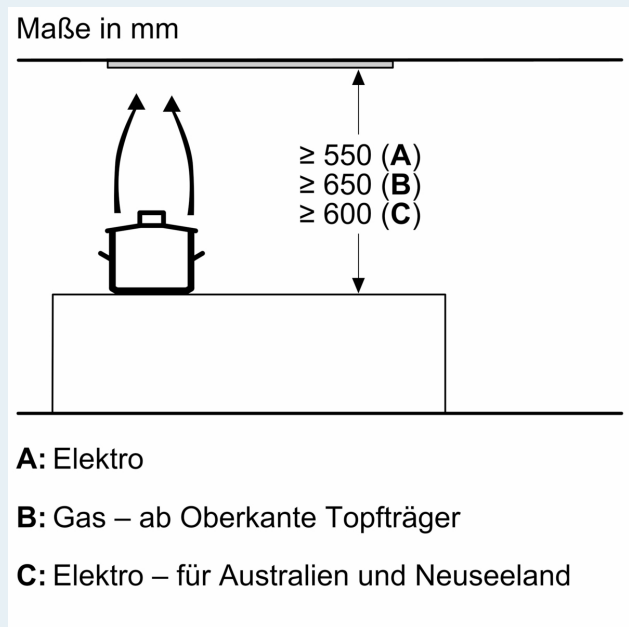 Maße in mm
≥ 550 (A)
≥ 650 (B)
≥ 600 (C)
A: Elektro
B: Gas – ab Oberkante Topfträger
C: Elektro – für Australien und Neuseeland